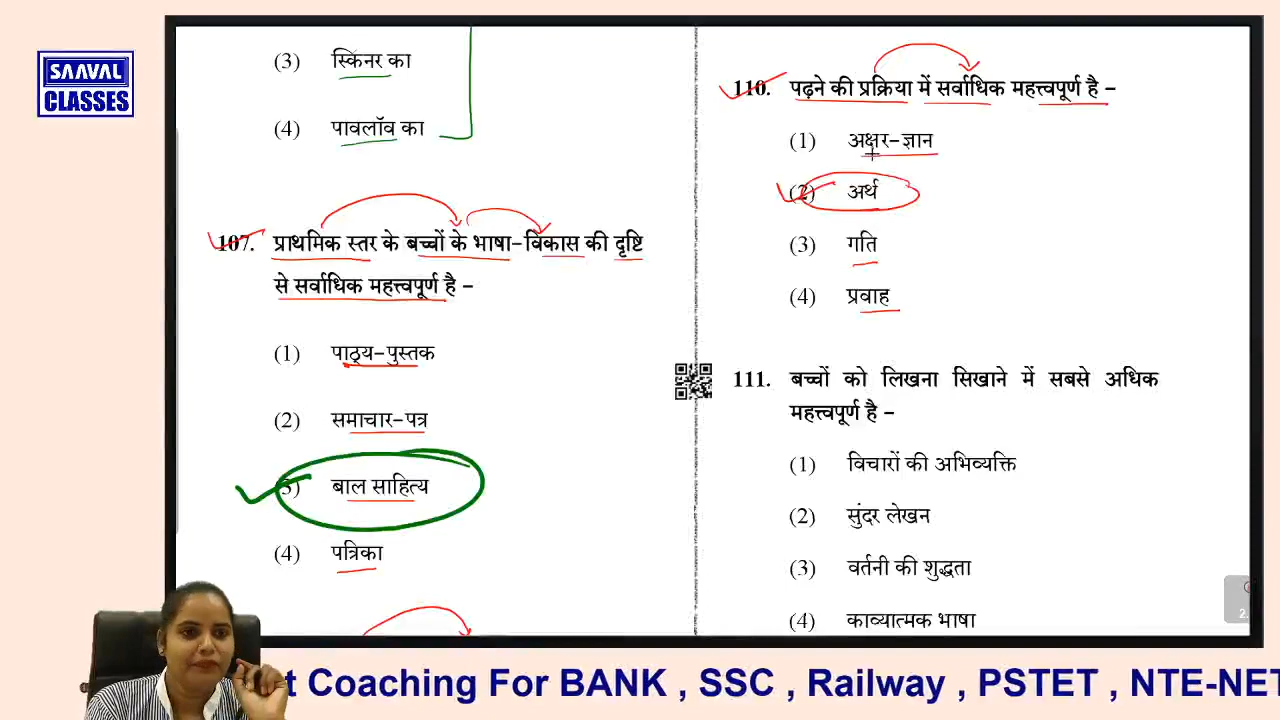 SAAVAL
CLASSES
(3) स्किनर का
(4) पावलॉव का
107. प्राथमिक स्तर के बच्चों के भाषा-विकास की दृष्टि
से सर्वाधिक महत्त्वपूर्ण है -
(1) पाठ्य-पुस्तक
(2) समाचार-पत्र
(3) बाल साहित्य
(4) पत्रिका
110. पढ़ने की प्रक्रिया में सर्वाधिक महत्त्वपूर्ण है -
(1) अक्षर-ज्ञान
(2) अर्थ
(3) गति
(4) प्रवाह
111. बच्चों को लिखना सिखाने में सबसे अधिक
महत्त्वपूर्ण है -
(1) विचारों की अभिव्यक्ति
(2) सुंदर लेखन
(3) वर्तनी की शुद्धता
(4) काव्यात्मक भाषा
Coaching For BANK , SSC , Railway , PSTET , NTE-NET